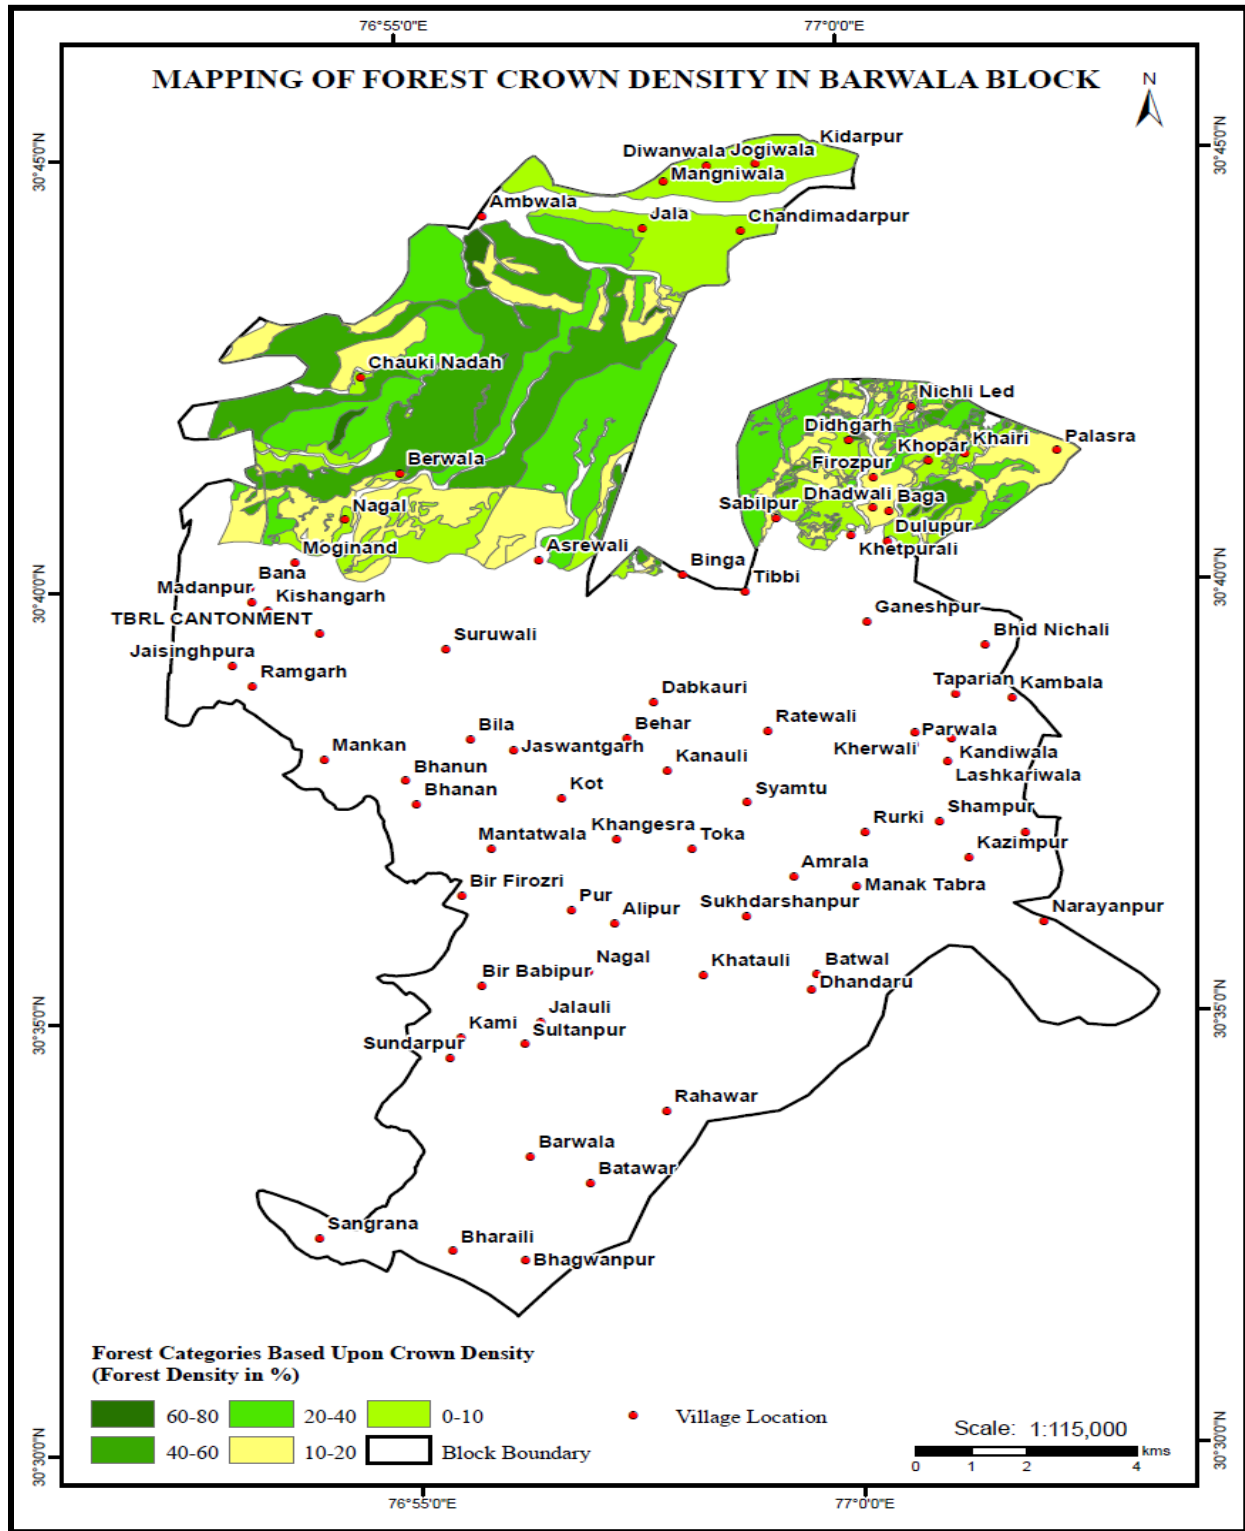 76°55'0"E
77°0'0"E
MAPPING OF FOREST CROWN DENSITY IN BARWALA BLOCK
N
30°45'0"N
30°45'0"N
Kidarpur
Diwanwala
Jogiwala
Mangniwala
Ambwala
Jala
Chandimadarpur
Chauki Nadah
Nichli Led
Didhgarh
Khopar
Khairi
Palasra
Berwala
Firozpur
Dhadwali
Baga
Sabilpur
Nagal
Dulupur
Moginand
Asrewali
Khetpurali
Binga
Bana
Tibbi
Madanpur
Kishangarh
30°40'0"N
30°40'0"N
TBRL CANTONMENT
Ganeshpur
Suruwali
Bhid Nichali
Jaisinghpura
Ramgarh
Dabkauri
Taparian
Kambala
Bila
Behar
Ratewali
Parwala
Mankan
Jaswantgarh
Kherwali'
Kandiwala
Bhanun
Kanauli
Lashkariwala
Bhanan
Kot
Syamtu
Shampur
Mantatwala
Khangesra
Toka
Rurki
Kazimpur
Amrala
Bir Firozri
Manak Tabra
Pur
Sukhdarshanpur
Alipur
Narayanpur
Nagal
Khatauli
Batwal
Bir Babipur
Dhandaru
Jalauli
Kami
Sultanpur
30°35'0"N
30°35'0"N
Sundarpur
Rahawar
Barwala
Batawar
Sangrana
Bharaili
Bhagwanpur
Forest Categories Based Upon Crown Density
(Forest Density in %)
60-80
20-40
0-10
Village Location
40-60
10-20
Block Boundary
Scale: 1:115,000
kms
0 1 2 4
30°30'0"N
30°30'0"N
76°55'0"E
77°0'0"E